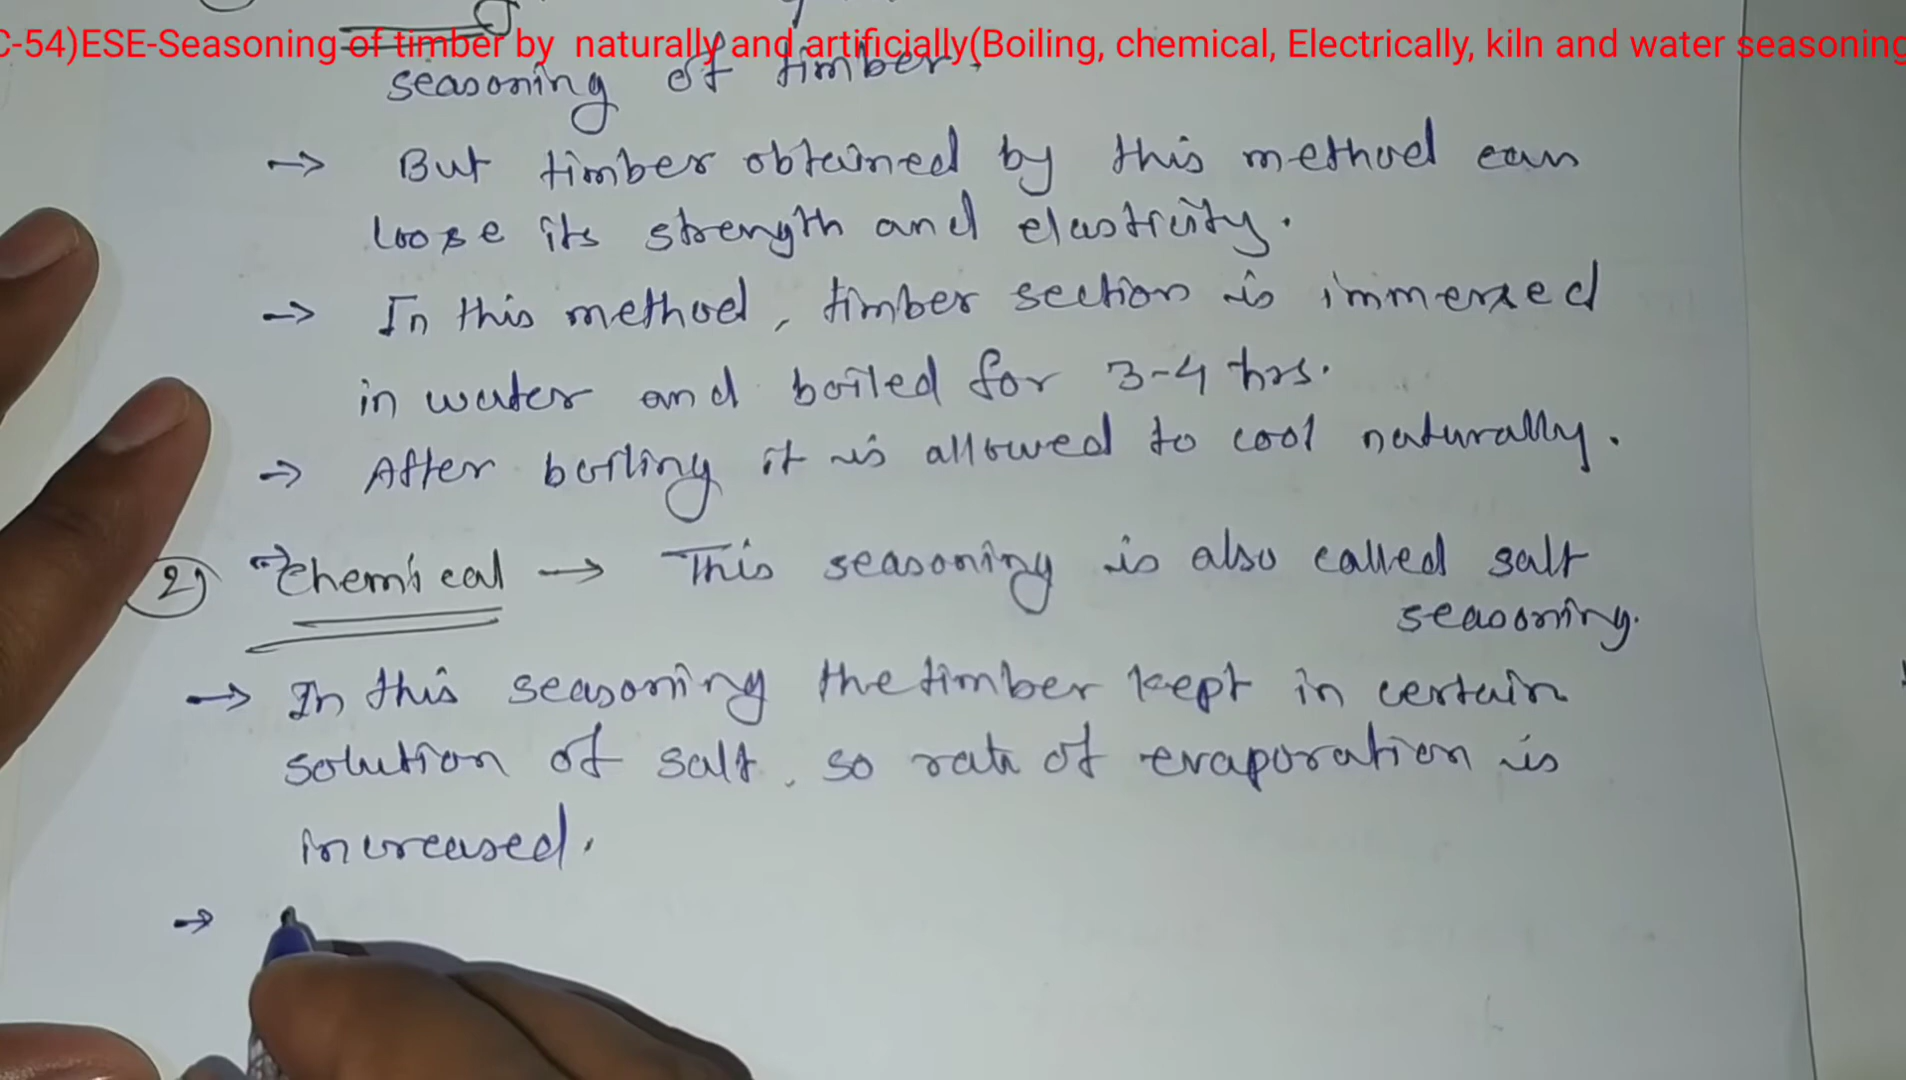 C-54)ESE-Seasoning of timber by naturally and artificially(Boiling, chemical, Electrically, kiln and water seasoning
seasoning of timber.
→ But timber obtained by this method can
loose its strength and elasticity.
→ In this method, timber section is immersed
in water and boiled for 3-4 hrs.
→ After boiling it is allowed to cool naturally.
2) → Chemical → This seasoning is also called salt
seasoning.
→ In this seasoning the timber kept in certain
solution of salt, so rate of evaporation is
increased.
→